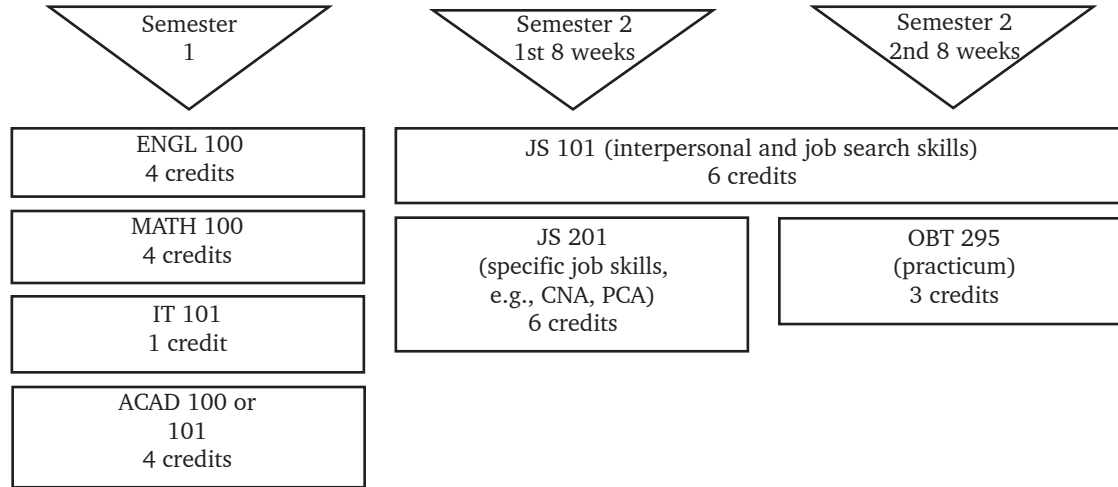 Semester
1
Semester 2
1st 8 weeks
Semester 2
2nd 8 weeks
ENGL 100
4 credits
MATH 100
4 credits
IT 101
1 credit
ACAD 100 or
101
4 credits
JS 101 (interpersonal and job search skills)
6 credits
JS 201
(specific job skills,
e.g., CNA, PCA)
6 credits
OBT 295
(practicum)
3 credits